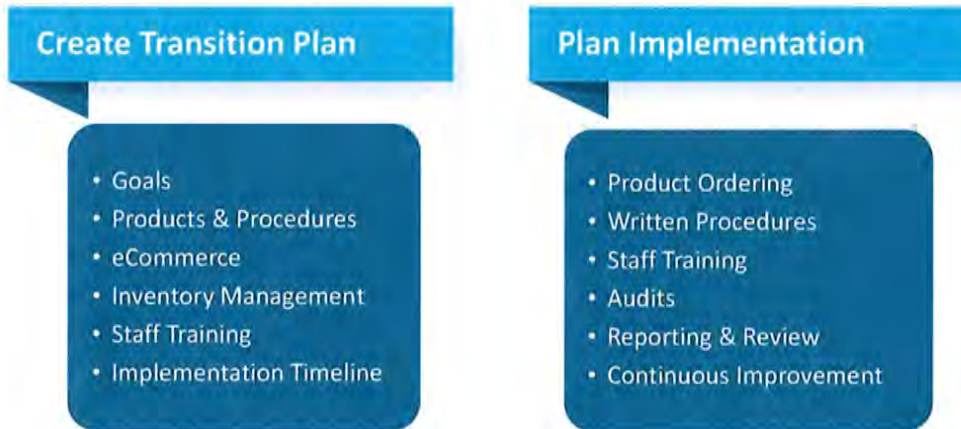 Create Transition Plan
• Goals
• Products & Procedures
• eCommerce
• Inventory Management
• Staff Training
• Implementation Timeline
Plan Implementation
• Product Ordering
• Written Procedures
• Staff Training
• Audits
• Reporting & Review
• Continuous Improvement